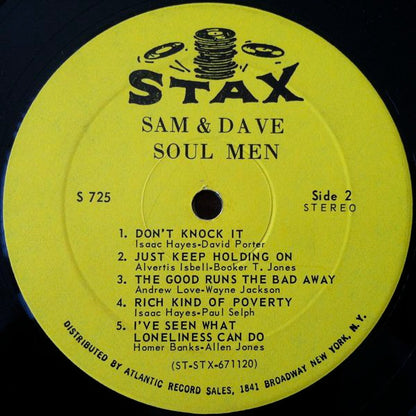 STAX
SAM & DAVE
SOUL MEN
S 725
Side 2
STEREO
1. DON'T KNOCK IT
Isaac Hayes-David Porter
2. JUST KEEP HOLDING ON
Alvertis Isbell-Booker T. Jones
3. THE GOOD RUNS THE BAD AWAY
Andrew Love-Wayne Jackson
4. RICH KIND OF POVERTY
Isaac Hayes-Paul Selph
5. I'VE SEEN WHAT
LONELINESS CAN DO
Homer Banks-Allen Jones
(ST-STX-671120)
DISTRIBUTED BY ATLANTIC RECORD SALES, 1841 BROADWAY NEW YORK, N.Y.